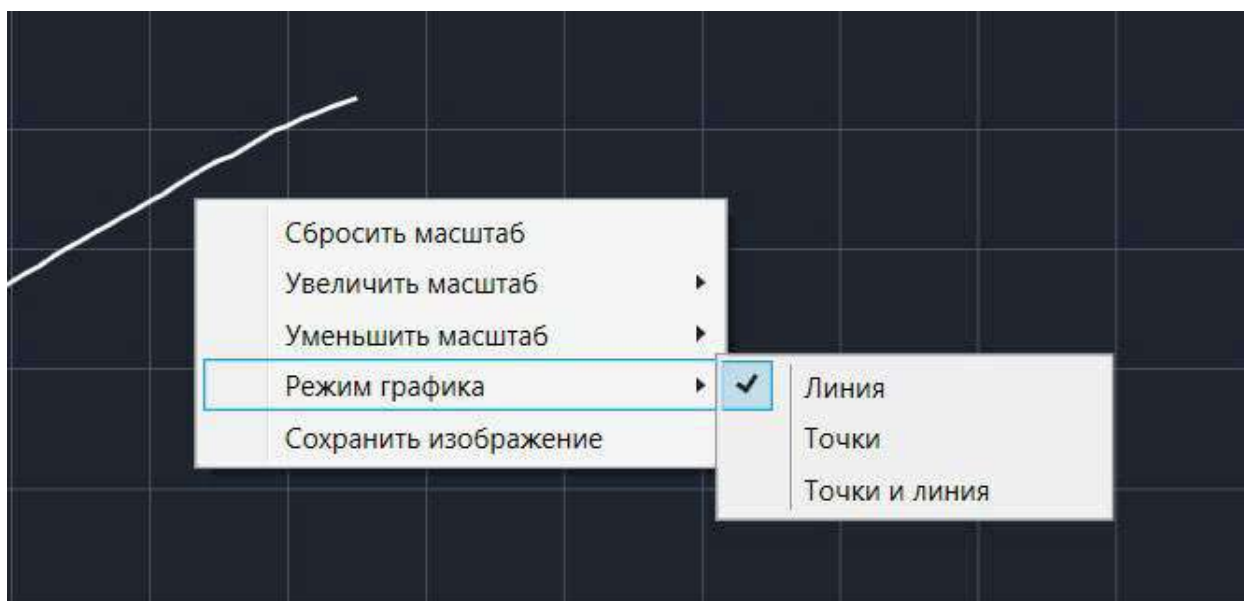 Сбросить масштаб
Увеличить масштаб
Уменьшить масштаб
Режим графика
Сохранить изображение
Линия
Точки
Точки и линия